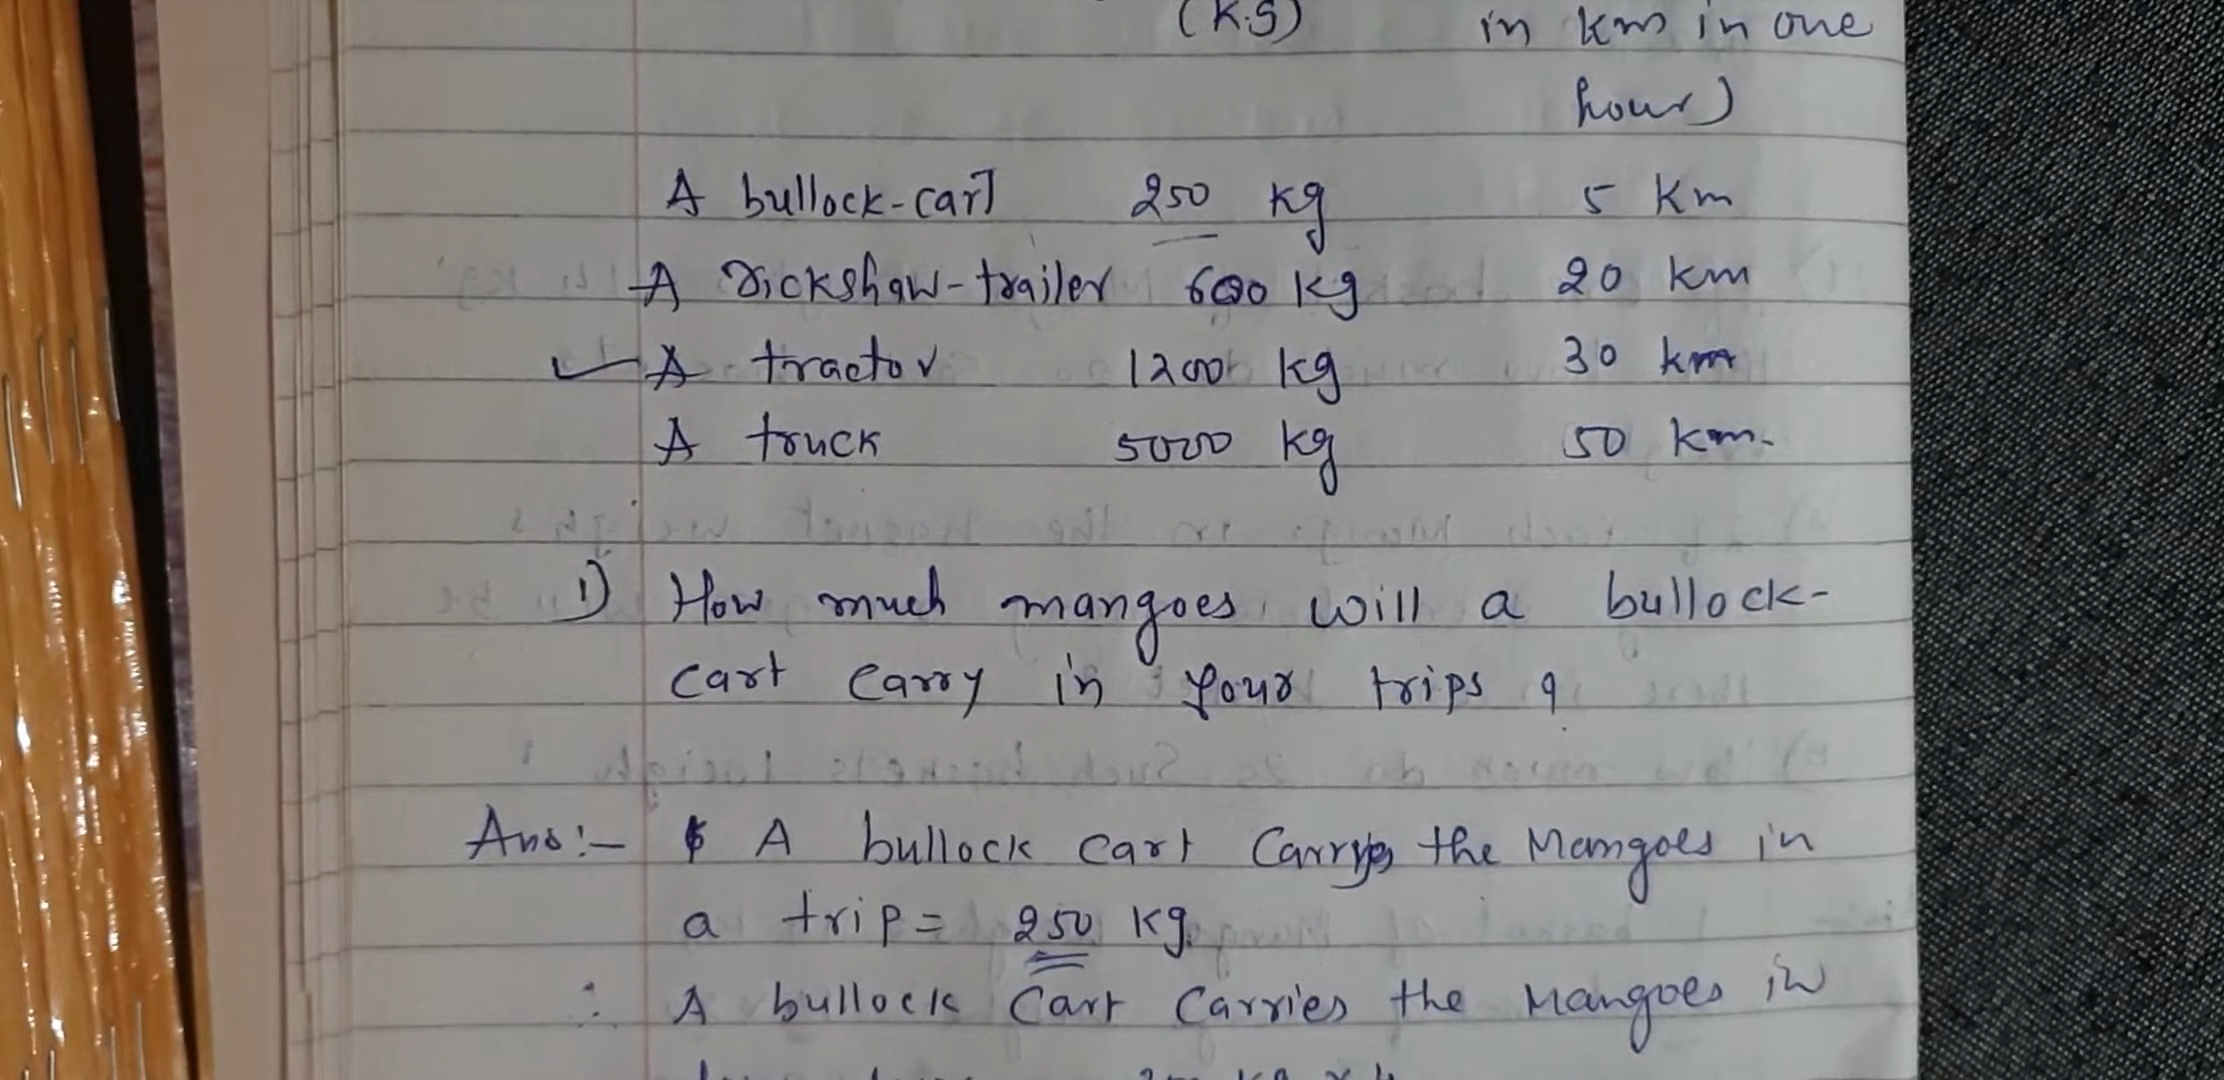 (kg) in km in one
hour)
A bullock-cart 250 kg 5 km
A rickshaw-trailer 600 kg 20 km
A tractor 1200 kg 30 km
A truck 5000 kg 50 km.
1) How much mangoes will a bullock-
cart carry in four trips ?
Ans:- A bullock cart Carrys the Mangoes in
a trip = 250 kg.
∴ A bullock Cart Carries the Mangoes in